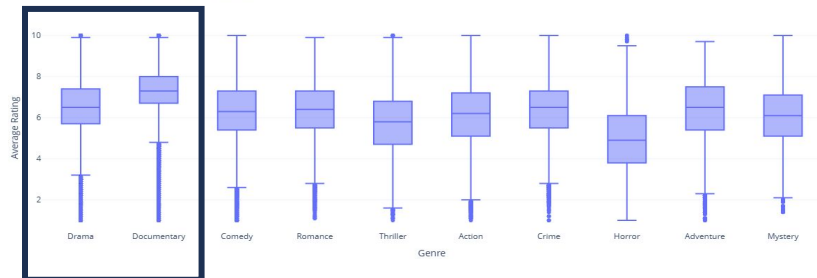 Average Rating
10
8
6
4
2
Drama Documentary Comedy Romance Thriller Action Crime Horror Adventure Mystery
Genre